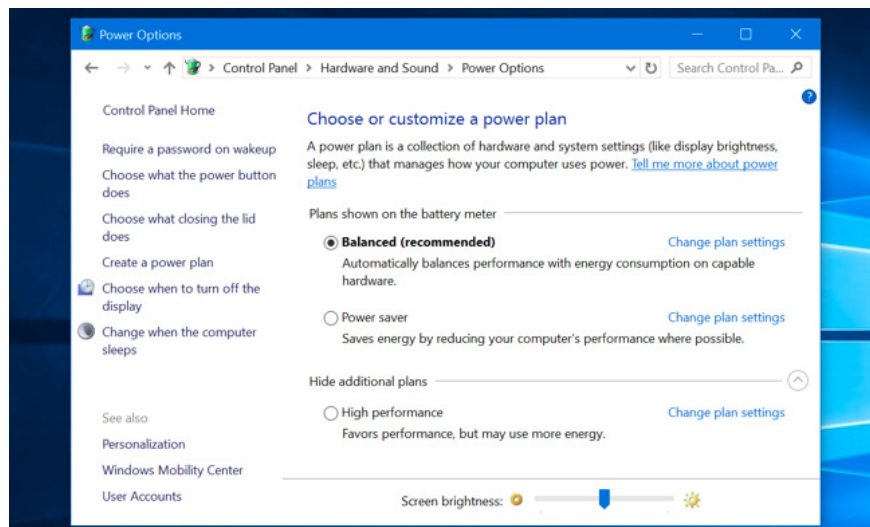 Power Options
Control Panel > Hardware and Sound > Power Options
Search Control Pa...
?
Control Panel Home
Require a password on wakeup
Choose what the power button
does
Choose what closing the lid
does
Create a power plan
Choose when to turn off the
display
Change when the computer
sleeps
See also
Personalization
Windows Mobility Center
User Accounts
Choose or customize a power plan
A power plan is a collection of hardware and system settings (like display brightness,
sleep, etc.) that manages how your computer uses power. Tell me more about power
plans
Plans shown on the battery meter
Balanced (recommended) Change plan settings
Automatically balances performance with energy consumption on capable
hardware.
Power saver Change plan settings
Saves energy by reducing your computer's performance where possible.
Hide additional plans
High performance Change plan settings
Favors performance, but may use more energy.
Screen brightness: